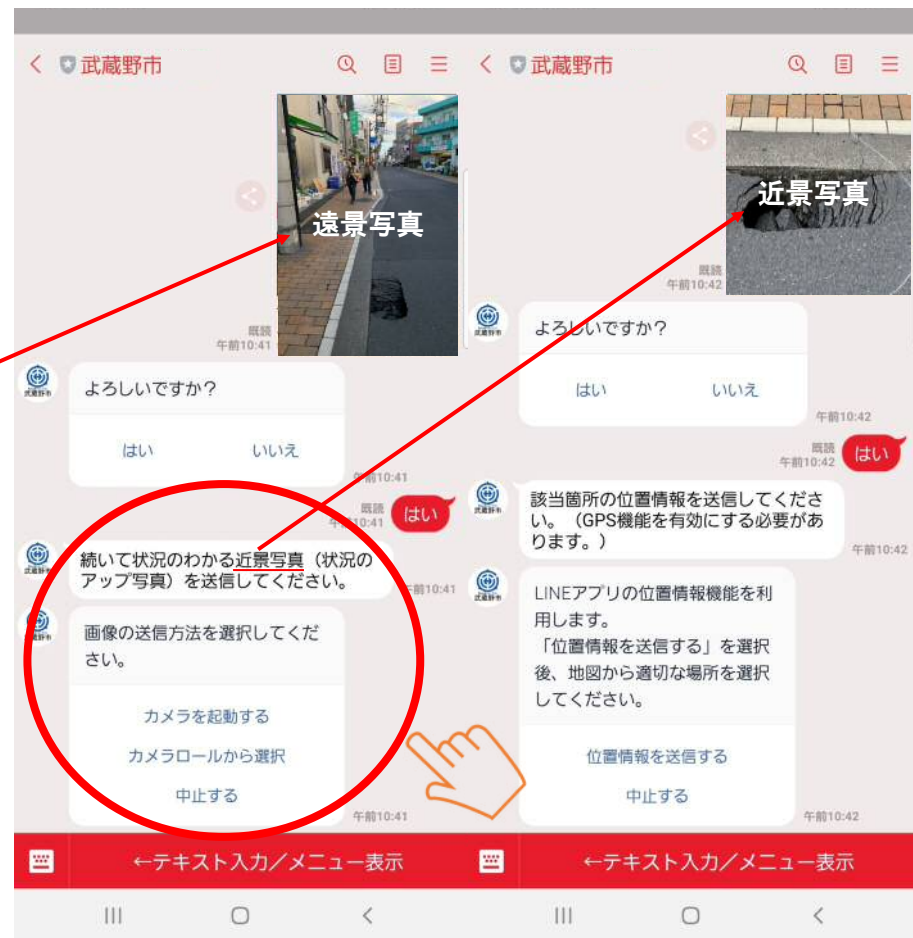 武蔵野市
遠景写真
既読
午前10:41
よろしいですか?
はい
いいえ
午前10:41
既読
午前10:41
はい
続いて状況のわかる近景写真(状況の
アップ写真)を送信してください。
午前10:41
画像の送信方法を選択してくだ
さい。
カメラを起動する
カメラロールから選択
中止する
午前10:41
←テキスト入力/メニュー表示
武蔵野市
近景写真
既読
午前10:42
武蔵野市
よろしいですか?
はい
いいえ
午前10:42
既読
午前10:42
はい
該当箇所の位置情報を送信してくださ
い。(GPS機能を有効にする必要があ
ります。)
午前10:42
LINEアプリの位置情報機能を利
用します。
「位置情報を送信する」を選択
後、地図から適切な場所を選択
してください。
位置情報を送信する
中止する
午前10:42
←テキスト入力/メニュー表示